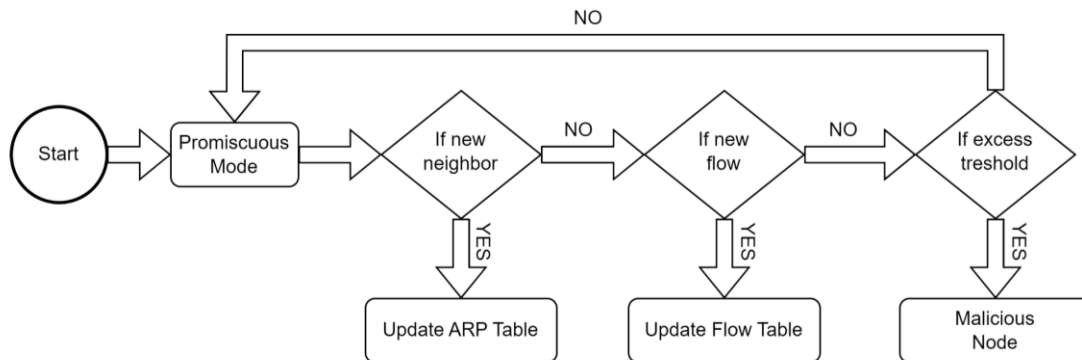 NO
Start
Promiscuous
Mode
If new
neighbor
NO
If new
flow
NO
If excess
treshold
YES
YES
YES
Update ARP Table
Update Flow Table
Malicious
Node